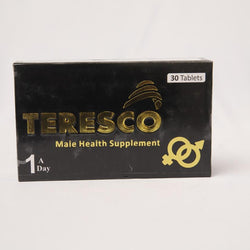 30 Tablets
TERESCO
Male Health Supplement
1 A Day